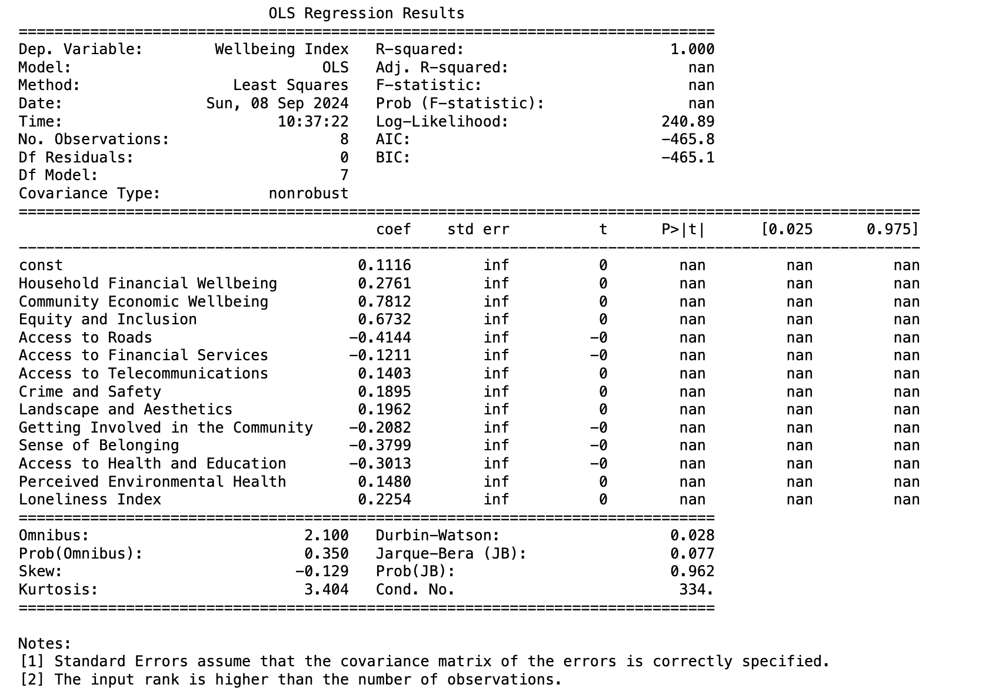 OLS Regression Results
==============================================================================
Dep. Variable: Wellbeing Index R-squared: 1.000
Model: OLS Adj. R-squared: nan
Method: Least Squares F-statistic: nan
Date: Sun, 08 Sep 2024 Prob (F-statistic): nan
Time: 10:37:22 Log-Likelihood: 240.89
No. Observations: 8 AIC: -465.8
Df Residuals: 0 BIC: -465.1
Df Model: 7
Covariance Type: nonrobust
=====================================================================================================
coef std err t P>|t| [0.025 0.975]
-----------------------------------------------------------------------------------------------------
const 0.1116 inf 0 nan nan nan
Household Financial Wellbeing 0.2761 inf 0 nan nan nan
Community Economic Wellbeing 0.7812 inf 0 nan nan nan
Equity and Inclusion 0.6732 inf 0 nan nan nan
Access to Roads -0.4144 inf -0 nan nan nan
Access to Financial Services -0.1211 inf -0 nan nan nan
Access to Telecommunications 0.1403 inf 0 nan nan nan
Crime and Safety 0.1895 inf 0 nan nan nan
Landscape and Aesthetics 0.1962 inf 0 nan nan nan
Getting Involved in the Community -0.2082 inf -0 nan nan nan
Sense of Belonging -0.3799 inf -0 nan nan nan
Access to Health and Education -0.3013 inf -0 nan nan nan
Perceived Environmental Health 0.1480 inf 0 nan nan nan
Loneliness Index 0.2254 inf 0 nan nan nan
==============================================================================
Omnibus: 2.100 Durbin-Watson: 0.028
Prob(Omnibus): 0.350 Jarque-Bera (JB): 0.077
Skew: -0.129 Prob(JB): 0.962
Kurtosis: 3.404 Cond. No. 334.
==============================================================================
Notes:
[1] Standard Errors assume that the covariance matrix of the errors is correctly specified.
[2] The input rank is higher than the number of observations.